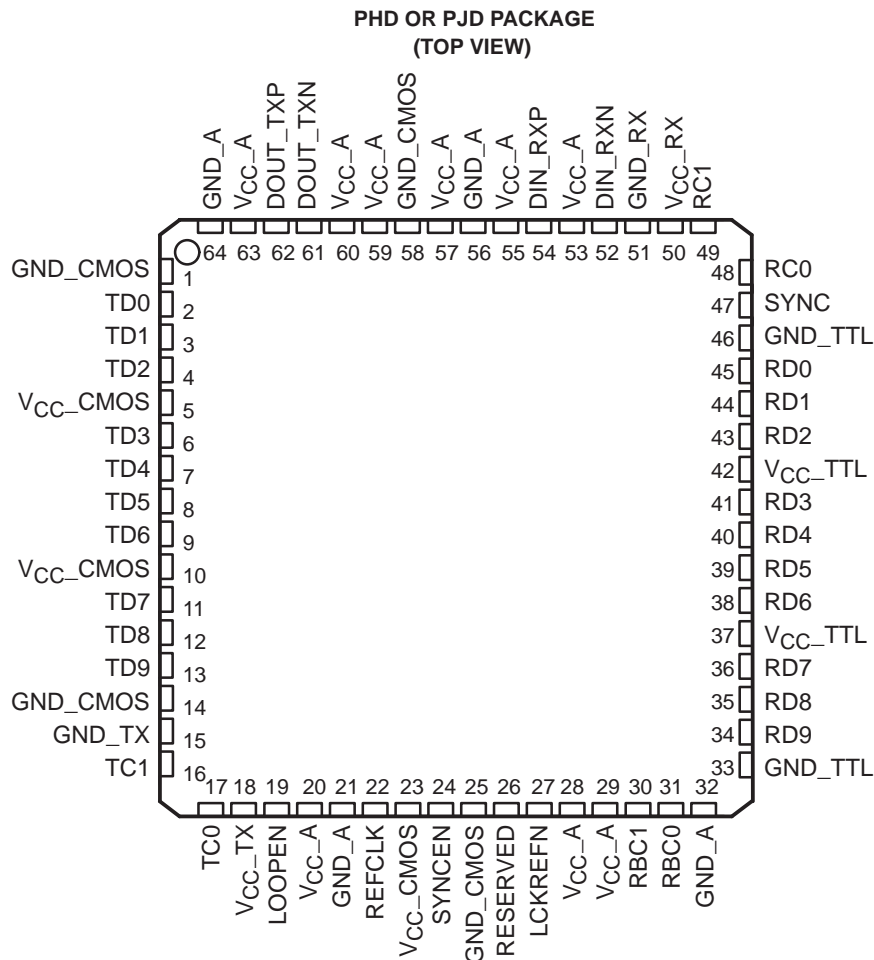 PHD OR PJD PACKAGE
(TOP VIEW)
GND_A
VCC_A
DOUT_TXP
DOUT_TXN
VCC_A
VCC_A
GND_CMOS
VCC_A
GND_A
VCC_A
DIN_RXP
VCC_A
DIN_RXN
GND_RX
VCC_RX
RC1
64 63 62 61 60 59 58 57 56 55 54 53 52 51 50 49
GND_CMOS 1
TD0 2
TD1 3
TD2 4
VCC_CMOS 5
TD3 6
TD4 7
TD5 8
TD6 9
VCC_CMOS 10
TD7 11
TD8 12
TD9 13
GND_CMOS 14
GND_TX 15
TC1 16
48 RC0
47 SYNC
46 GND_TTL
45 RD0
44 RD1
43 RD2
42 VCC_TTL
41 RD3
40 RD4
39 RD5
38 RD6
37 VCC_TTL
36 RD7
35 RD8
34 RD9
33 GND_TTL
17 18 19 20 21 22 23 24 25 26 27 28 29 30 31 32
TC0
VCC_TX
LOOPEN
VCC_A
GND_A
REFCLK
VCC_CMOS
SYNCEN
GND_CMOS
RESERVED
LCKREFN
VCC_A
VCC_A
RBC1
RBC0
GND_A